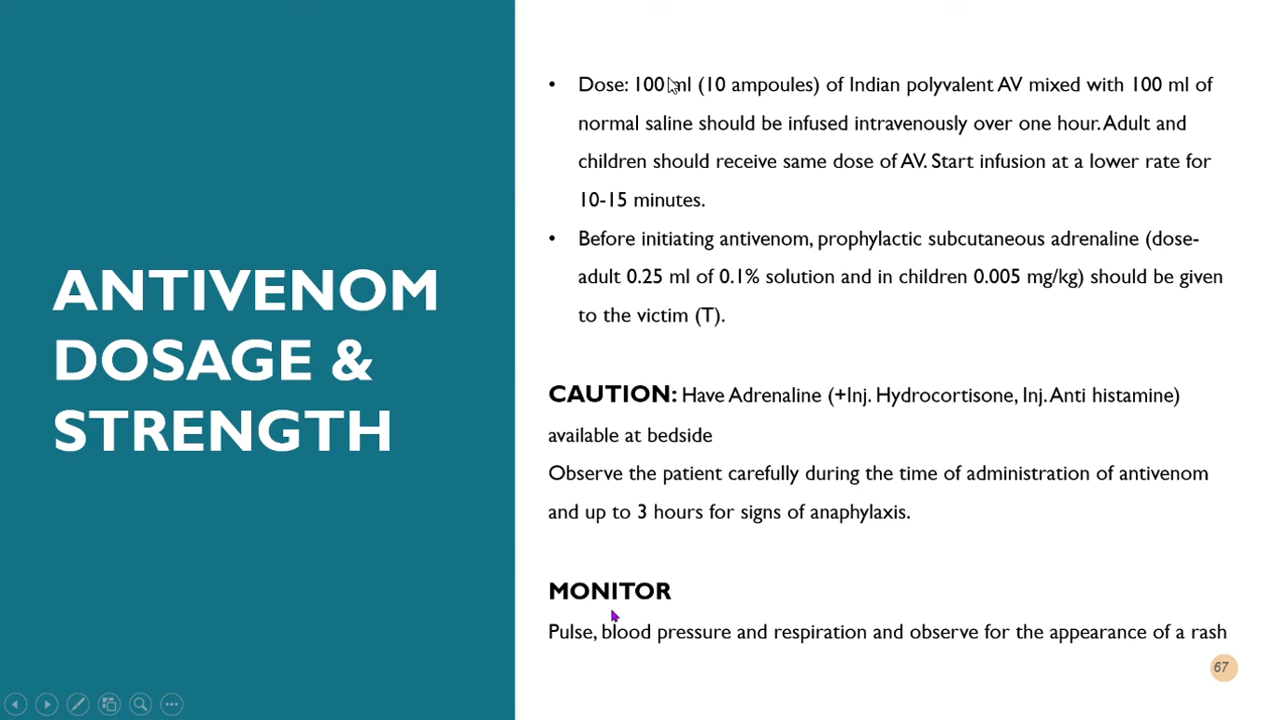 ANTIVENOM
DOSAGE &
STRENGTH
• Dose: 100 ml (10 ampoules) of Indian polyvalent AV mixed with 100 ml of
normal saline should be infused intravenously over one hour. Adult and
children should receive same dose of AV. Start infusion at a lower rate for
10-15 minutes.
• Before initiating antivenom, prophylactic subcutaneous adrenaline (dose-
adult 0.25 ml of 0.1% solution and in children 0.005 mg/kg) should be given
to the victim (T).
CAUTION: Have Adrenaline (+Inj. Hydrocortisone, Inj. Anti histamine)
available at bedside
Observe the patient carefully during the time of administration of antivenom
and up to 3 hours for signs of anaphylaxis.
MONITOR
Pulse, blood pressure and respiration and observe for the appearance of a rash
67